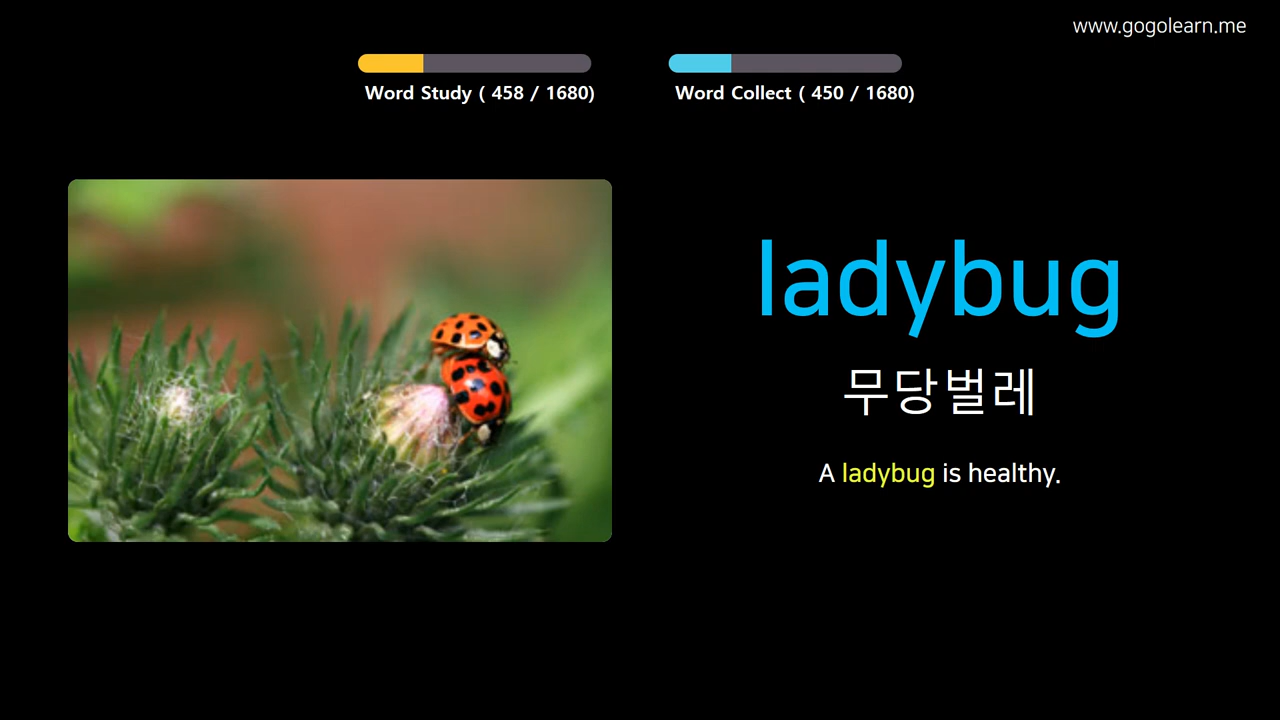 www.gogolearn.me
Word Study ( 458 / 1680)
Word Collect ( 450 / 1680)
ladybug
무당벌레
A ladybug is healthy.